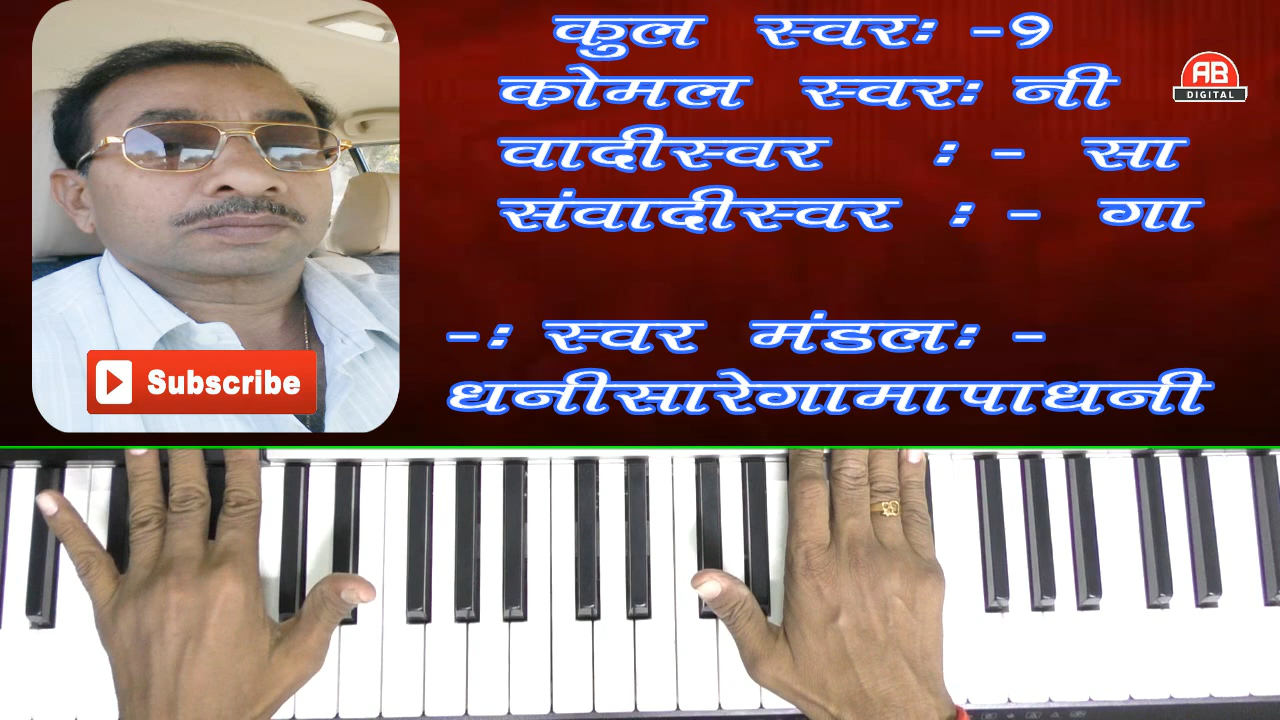 कुल स्वरः -9
कोमल स्वरः नी
वादीस्वर : - सा
संवादीस्वर : - गा
AB
DIGITAL
-: स्वर मंडलः -
धनीसारेगामापाधनी
Subscribe